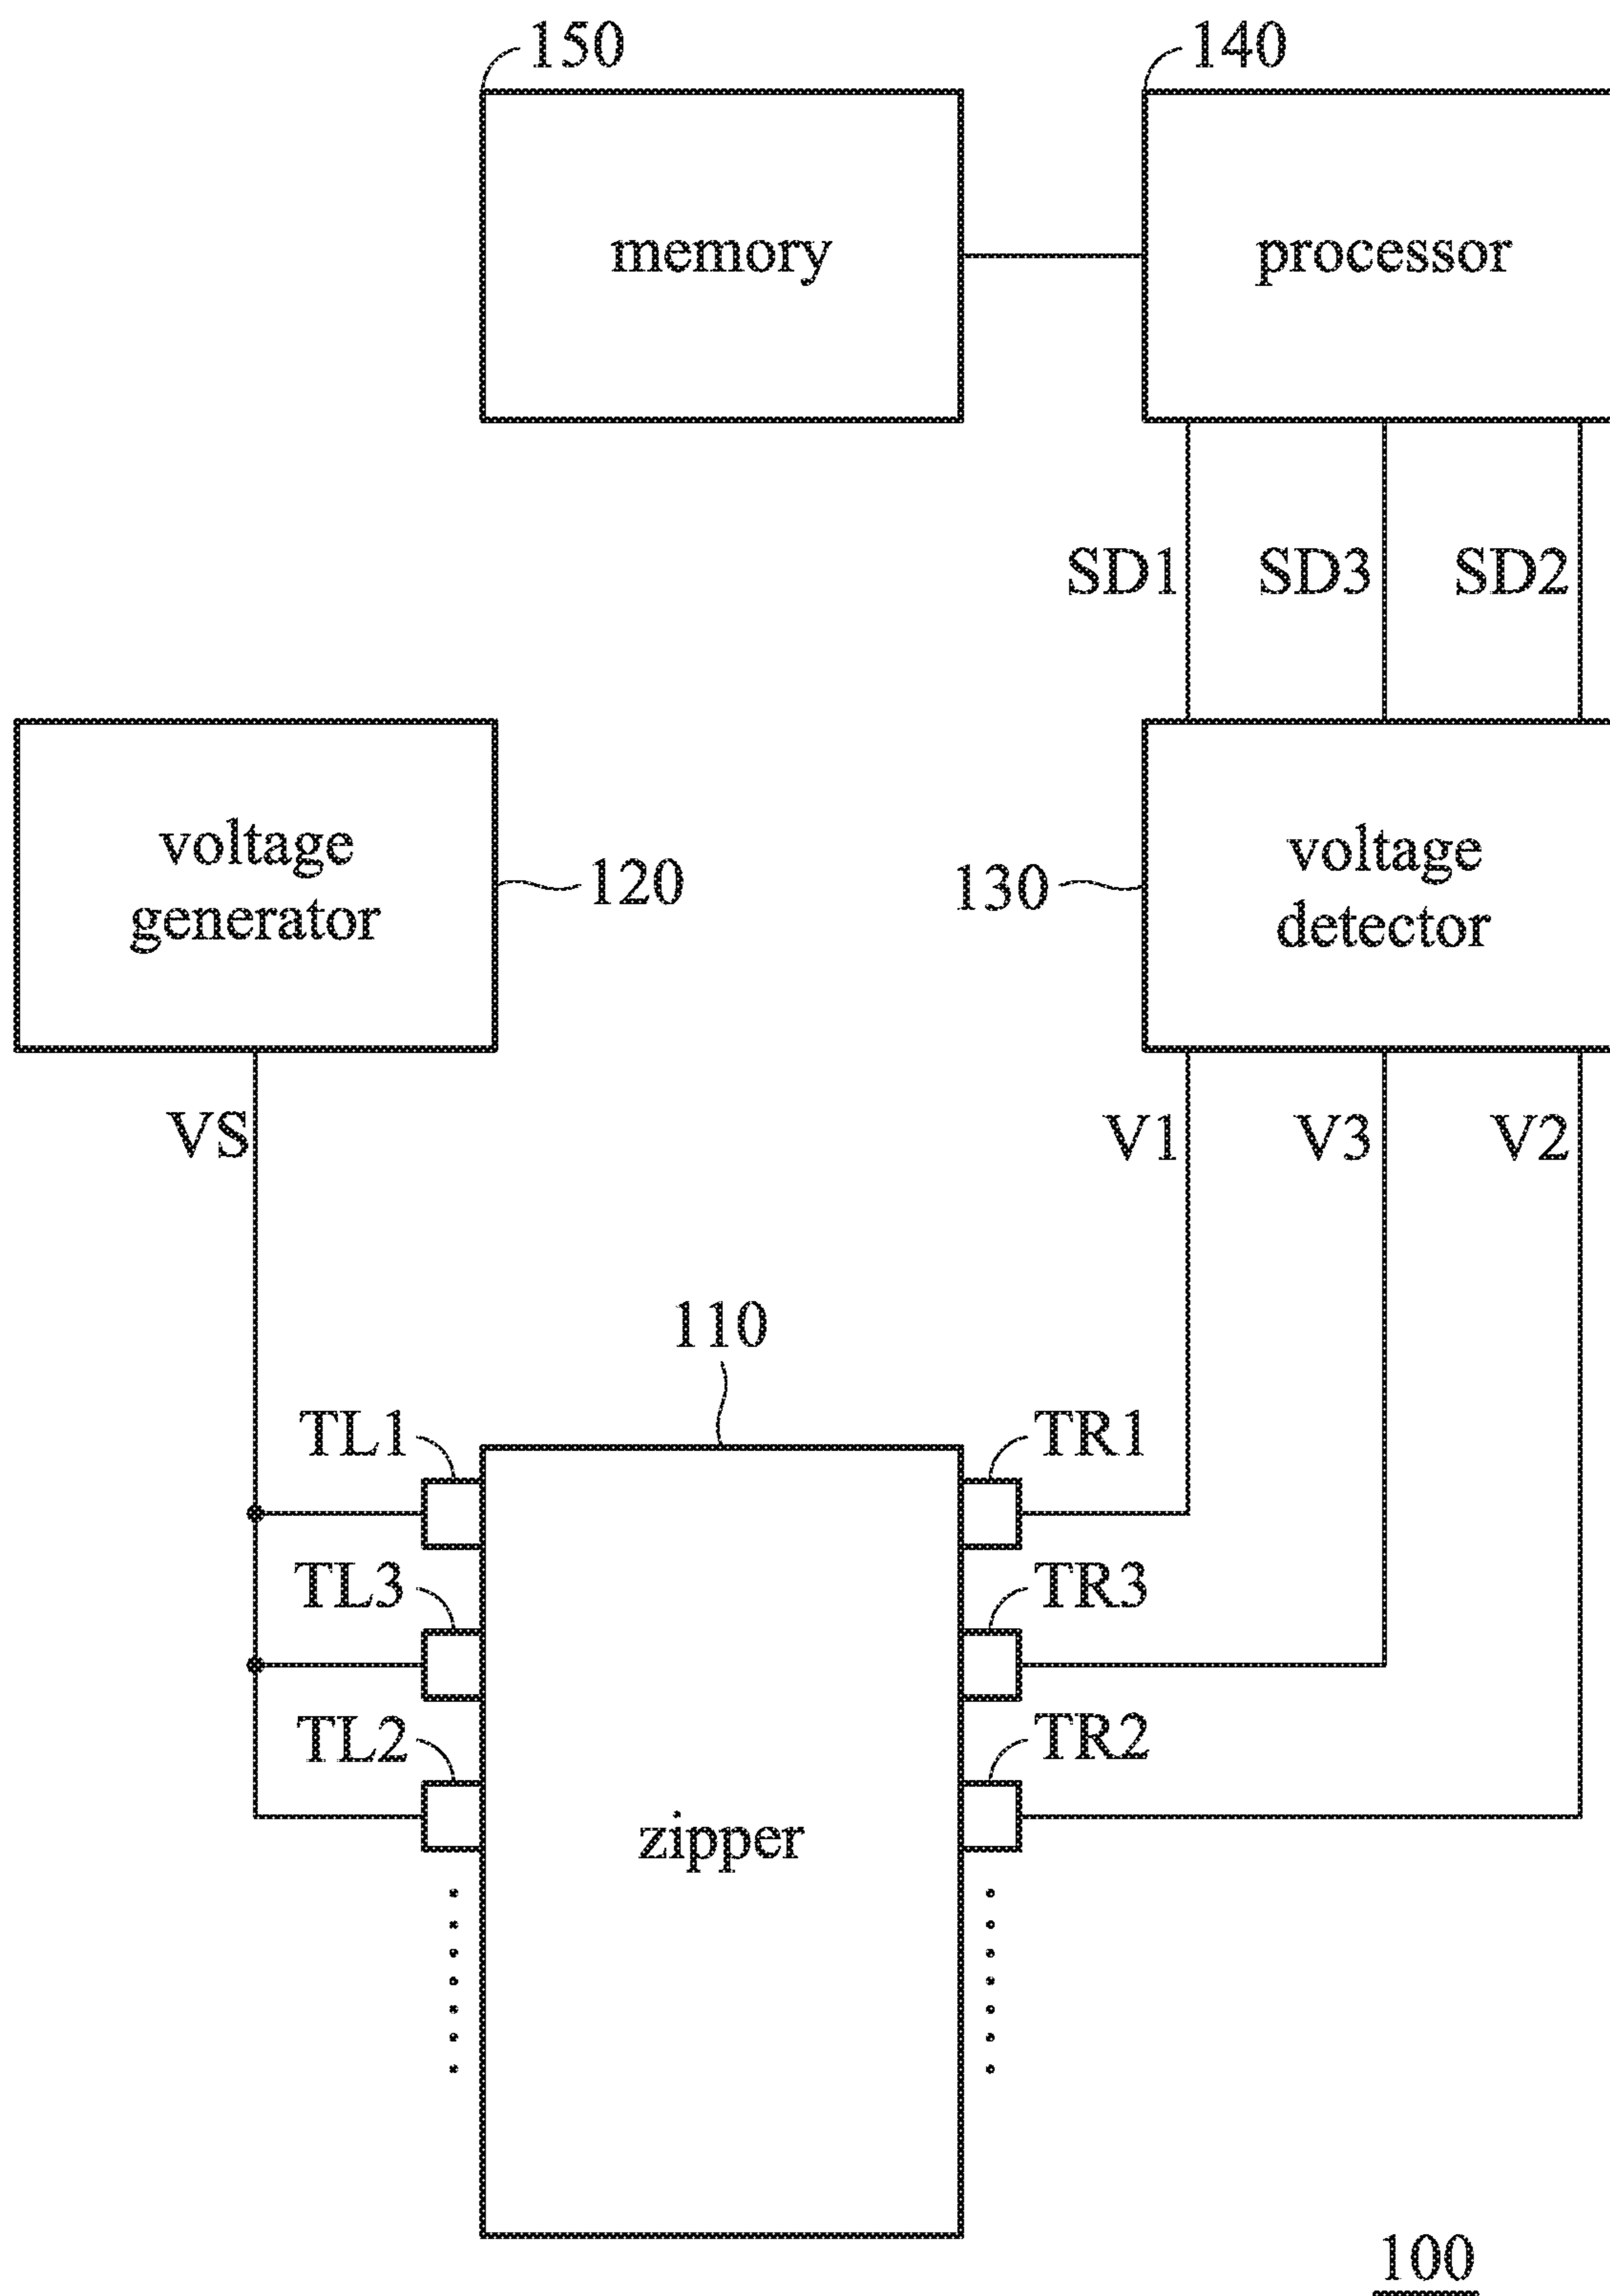 150
140
memory
processor
SD1
SD3
SD2
voltage
generator
120
130
voltage
detector
VS
V1
V3
V2
110
TL1
TR1
TL3
TR3
TL2
TR2
zipper
100